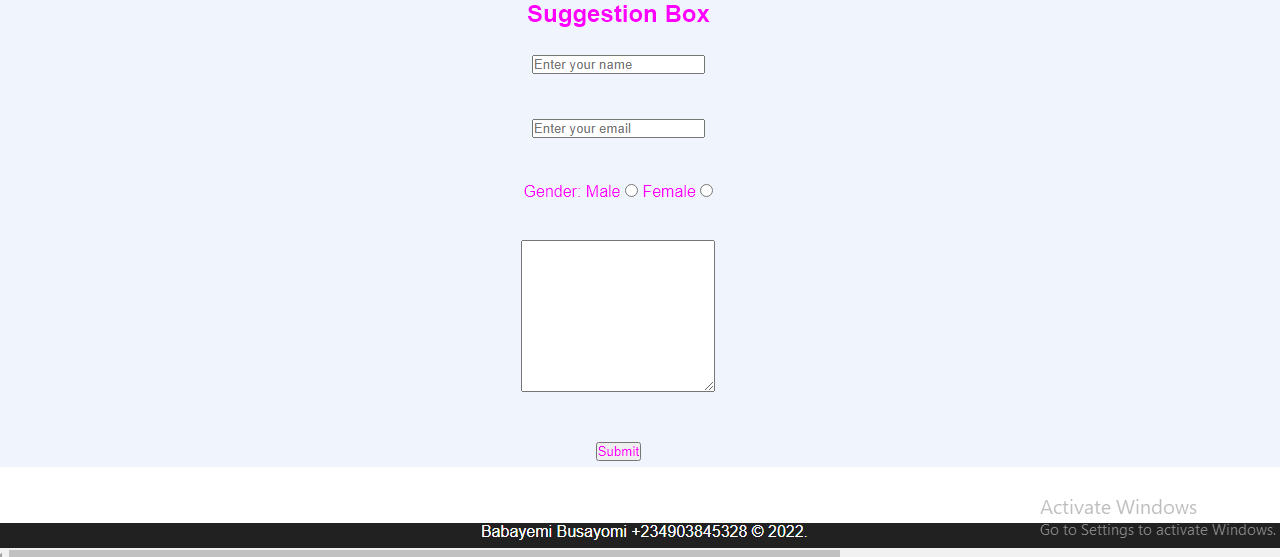 Suggestion Box
Enter your name
Enter your email
Gender: Male Female
Submit
Activate Windows
Go to Settings to activate Windows.
Babayemi Busayomi +234903845328 © 2022.